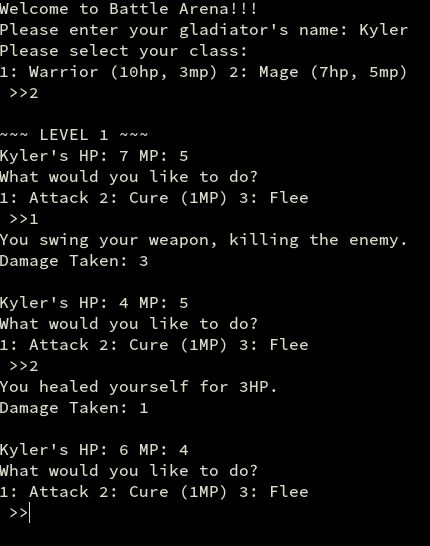 Welcome to Battle Arena!!!
Please enter your gladiator's name: Kyler
Please select your class:
1: Warrior (10hp, 3mp) 2: Mage (7hp, 5mp)
>>2
~~~ LEVEL 1 ~~~
Kyler's HP: 7 MP: 5
What would you like to do?
1: Attack 2: Cure (1MP) 3: Flee
>>1
You swing your weapon, killing the enemy.
Damage Taken: 3
Kyler's HP: 4 MP: 5
What would you like to do?
1: Attack 2: Cure (1MP) 3: Flee
>>2
You healed yourself for 3HP.
Damage Taken: 1
Kyler's HP: 6 MP: 4
What would you like to do?
1: Attack 2: Cure (1MP) 3: Flee
>>